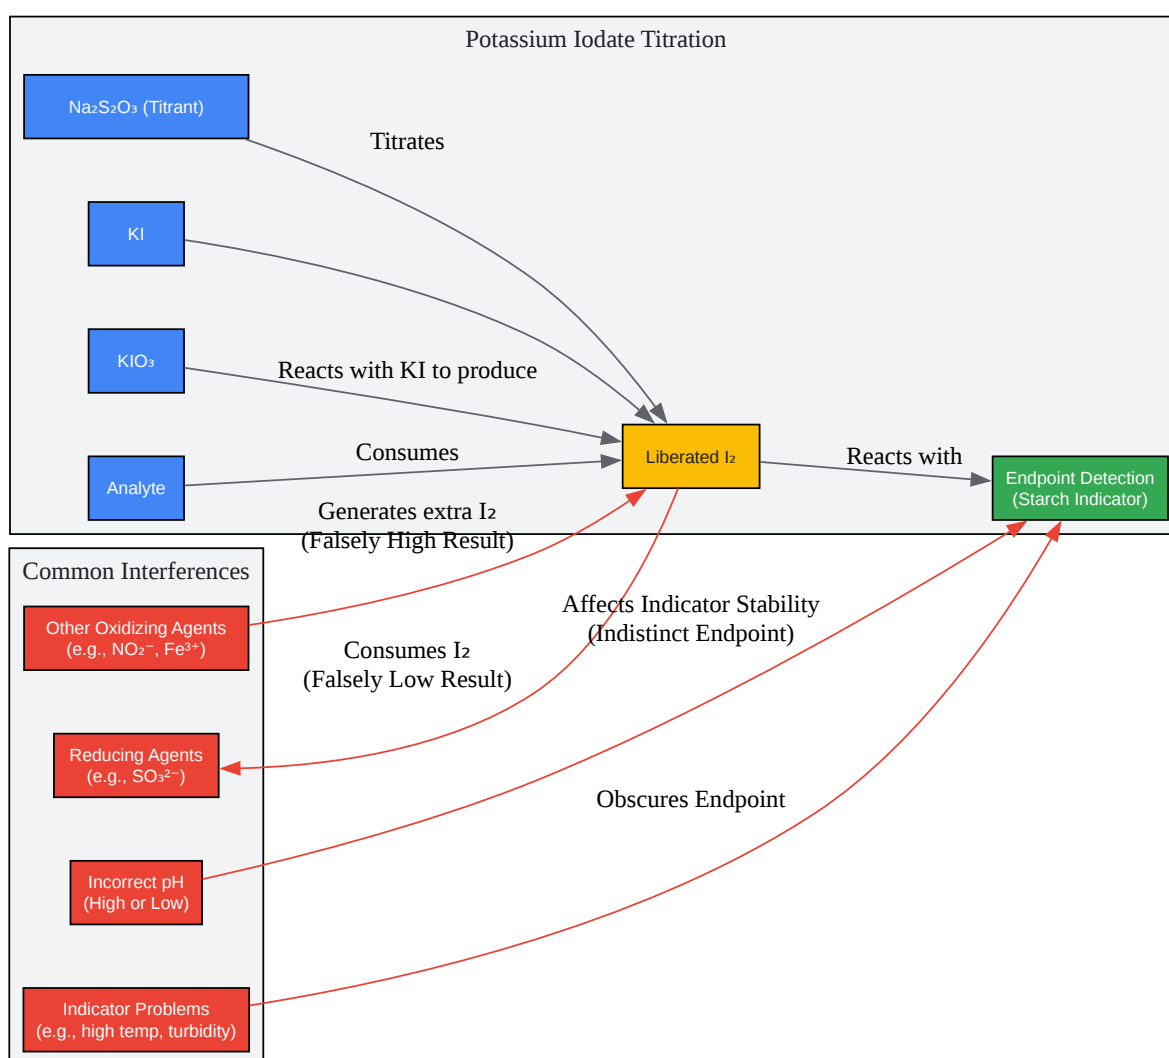 Potassium Iodate Titration
Na₂S₂O₃ (Titrant)
Titrates
KI
KIO₃
Reacts with KI to produce
Analyte
Consumes
Liberated I₂
Reacts with
Endpoint Detection
(Starch Indicator)
Generates extra I₂
(Falsely High Result)
Common Interferences
Other Oxidizing Agents
(e.g., NO₂⁻, Fe³⁺)
Affects Indicator Stability
(Indistinct Endpoint)
Consumes I₂
(Falsely Low Result)
Reducing Agents
(e.g., SO₃²⁻)
Obscures Endpoint
Incorrect pH
(High or Low)
Indicator Problems
(e.g., high temp, turbidity)